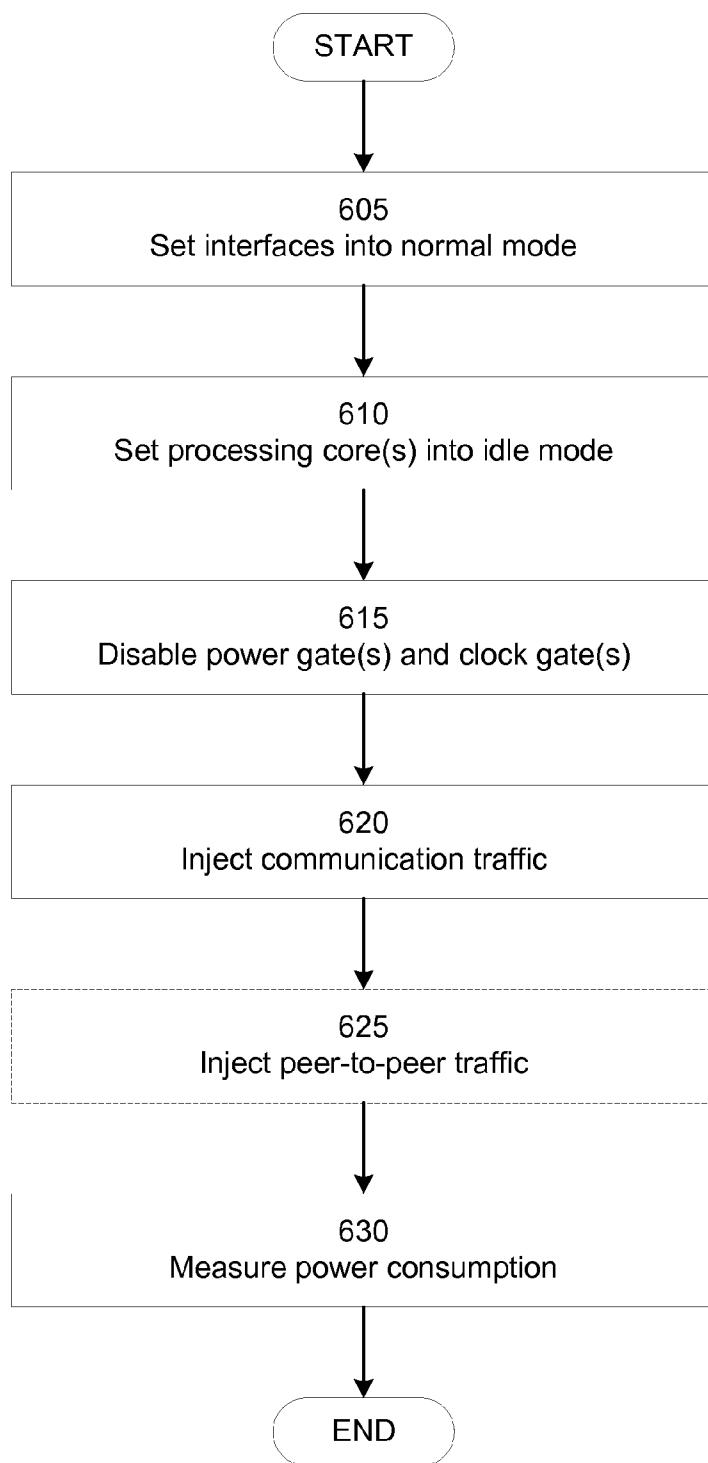 START
605
Set interfaces into normal mode
610
Set processing core(s) into idle mode
615
Disable power gate(s) and clock gate(s)
620
Inject communication traffic
625
Inject peer-to-peer traffic
630
Measure power consumption
END